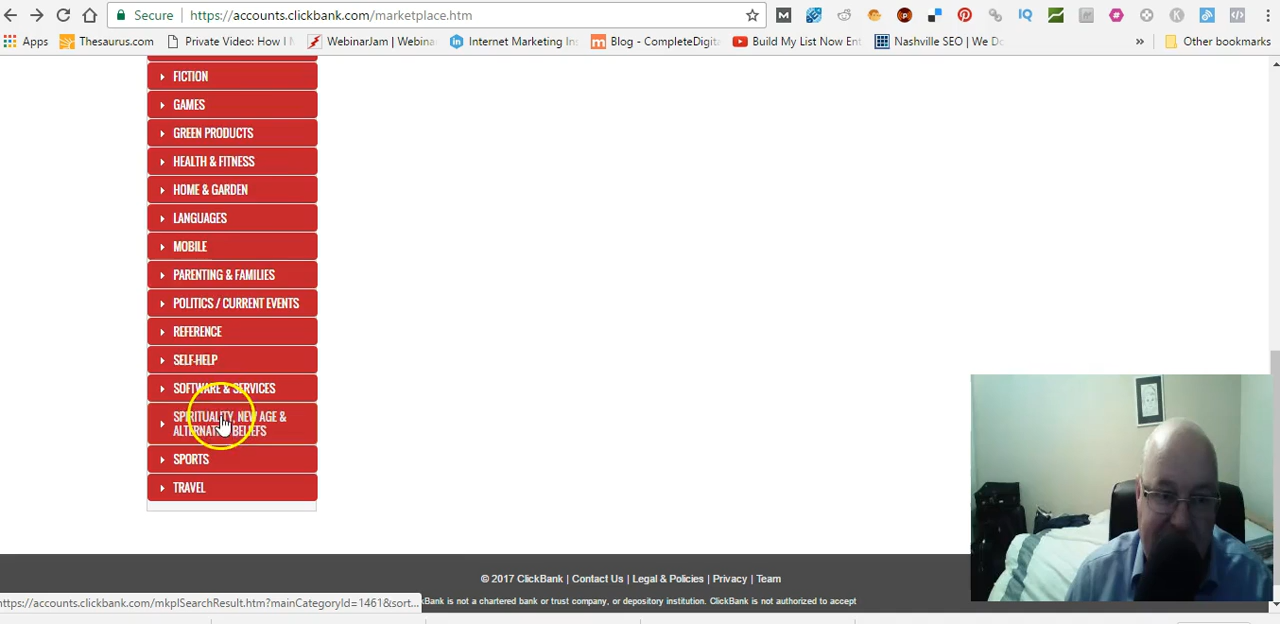 Secure https://accounts.clickbank.com/marketplace.htm
Apps Thesaurus.com Private Video: How I WebinarJam | Webina Internet Marketing In Blog - CompleteDigita Build My List Now Ent Nashville SEO | We Do » Other bookmarks
FICTION
GAMES
GREEN PRODUCTS
HEALTH & FITNESS
HOME & GARDEN
LANGUAGES
MOBILE
PARENTING & FAMILIES
POLITICS / CURRENT EVENTS
REFERENCE
SELF-HELP
SOFTWARE & SERVICES
SPIRITUALITY, NEW AGE &
ALTERNATIVE BELIEFS
SPORTS
TRAVEL
© 2017 ClickBank | Contact Us | Legal & Policies | Privacy | Team
https://accounts.clickbank.com/mkplSearchResult.htm?mainCategoryId=1461&sort... ckBank is not a chartered bank or trust company, or depository institution. ClickBank is not authorized to accept